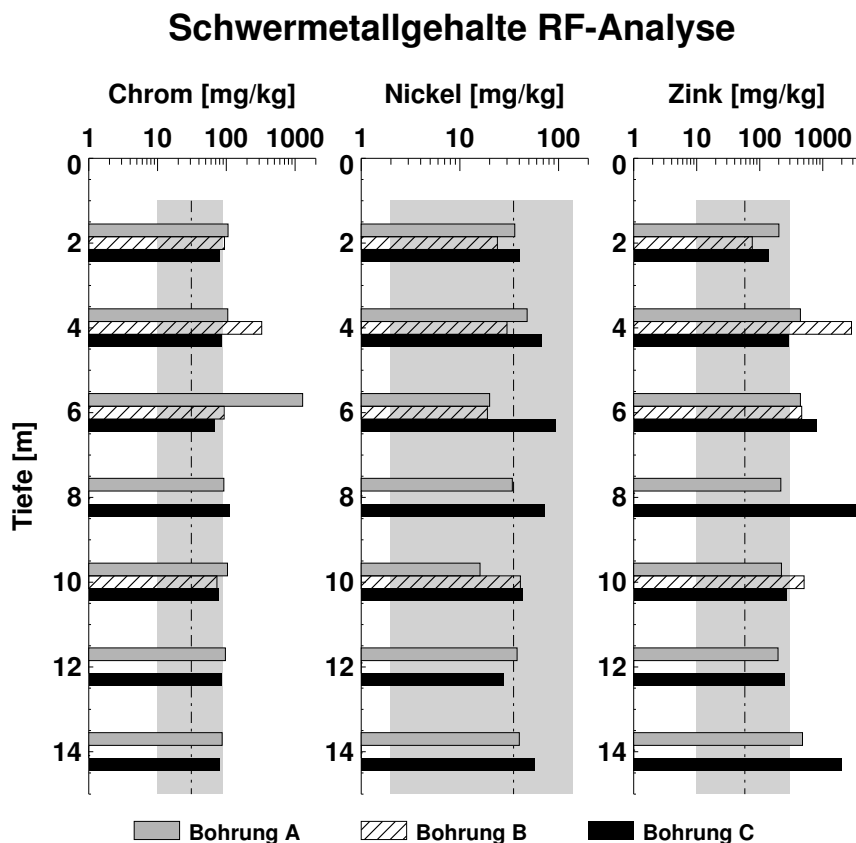 Schwermetallgehalte RF-Analyse
Chrom [mg/kg] Nickel [mg/kg] Zink [mg/kg]
1 10 100 1000 1 10 100 1 10 100 1000
0 0 0
2 2 2
4 4 4
6 6 6
8 8 8
10 10 10
12 12 12
14 14 14
Tiefe [m]
Bohrung A Bohrung B Bohrung C